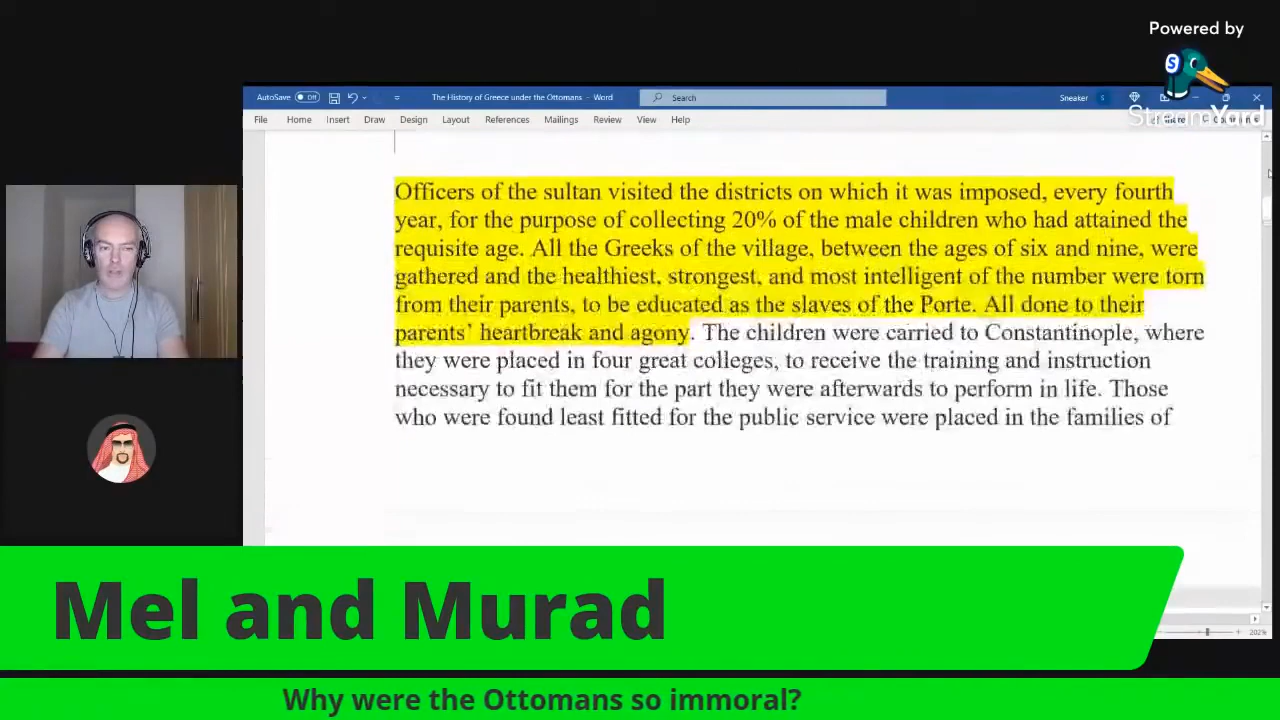 Powered by
StreamYard
AutoSave Off
The History of Greece under the Ottomans - Word
Search
Sneaker
S
File Home Insert Draw Design Layout References Mailings Review View Help
Officers of the sultan visited the districts on which it was imposed, every fourth
year, for the purpose of collecting 20% of the male children who had attained the
requisite age. All the Greeks of the village, between the ages of six and nine, were
gathered and the healthiest, strongest, and most intelligent of the number were torn
from their parents, to be educated as the slaves of the Porte. All done to their
parents’ heartbreak and agony. The children were carried to Constantinople, where
they were placed in four great colleges, to receive the training and instruction
necessary to fit them for the part they were afterwards to perform in life. Those
who were found least fitted for the public service were placed in the families of
202%
Mel and Murad
Why were the Ottomans so immoral?